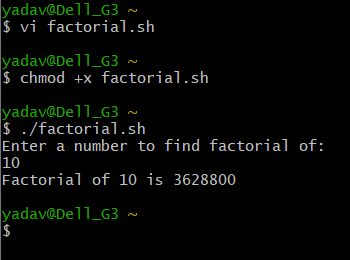 yadav@Dell_G3 ~
$ vi factorial.sh
yadav@Dell_G3 ~
$ chmod +x factorial.sh
yadav@Dell_G3 ~
$ ./factorial.sh
Enter a number to find factorial of:
10
Factorial of 10 is 3628800
yadav@Dell_G3 ~
$